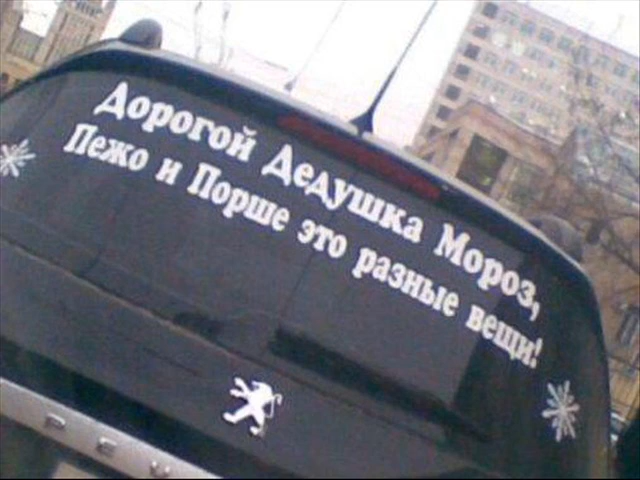 Дорогой Дедушка Мороз,
Пежо и Порше это разные вещи!